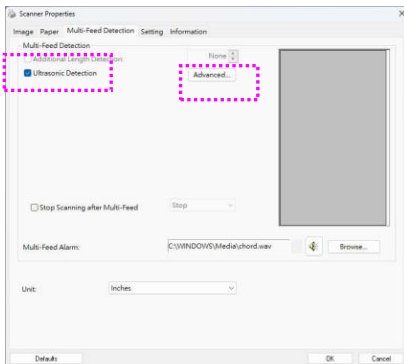 Scanner Properties
Image Paper Multi-Feed Detection Setting Information
Multi-Feed Detection
Additional Length Detection None
Ultrasonic Detection Advanced...
Stop Scanning after Multi-Feed Stop
Multi-Feed Alarm: C:\WINDOWS\Media\chord.wav Browse...
Unit: Inches
Defaults OK Cancel